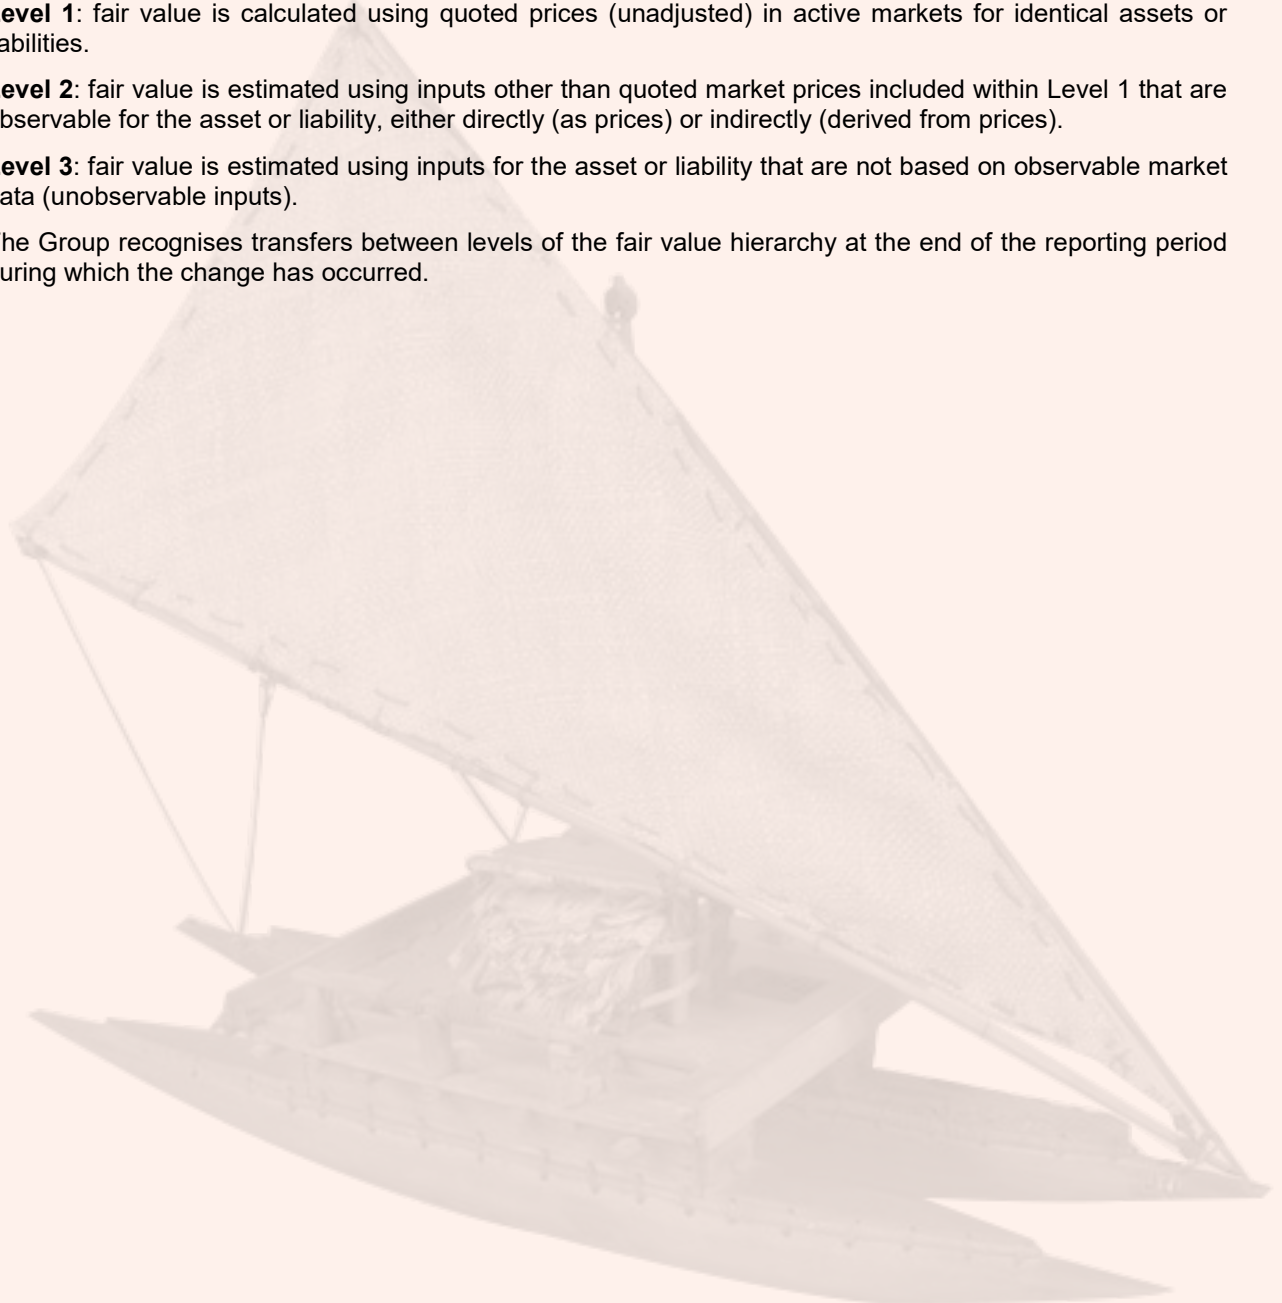 evel 1: fair value is calculated using quoted prices (unadjusted) in active markets for identical assets or
abilities.
evel 2: fair value is estimated using inputs other than quoted market prices included within Level 1 that are
bservable for the asset or liability, either directly (as prices) or indirectly (derived from prices).
evel 3: fair value is estimated using inputs for the asset or liability that are not based on observable market
ata (unobservable inputs).
he Group recognises transfers between levels of the fair value hierarchy at the end of the reporting period
uring which the change has occurred.